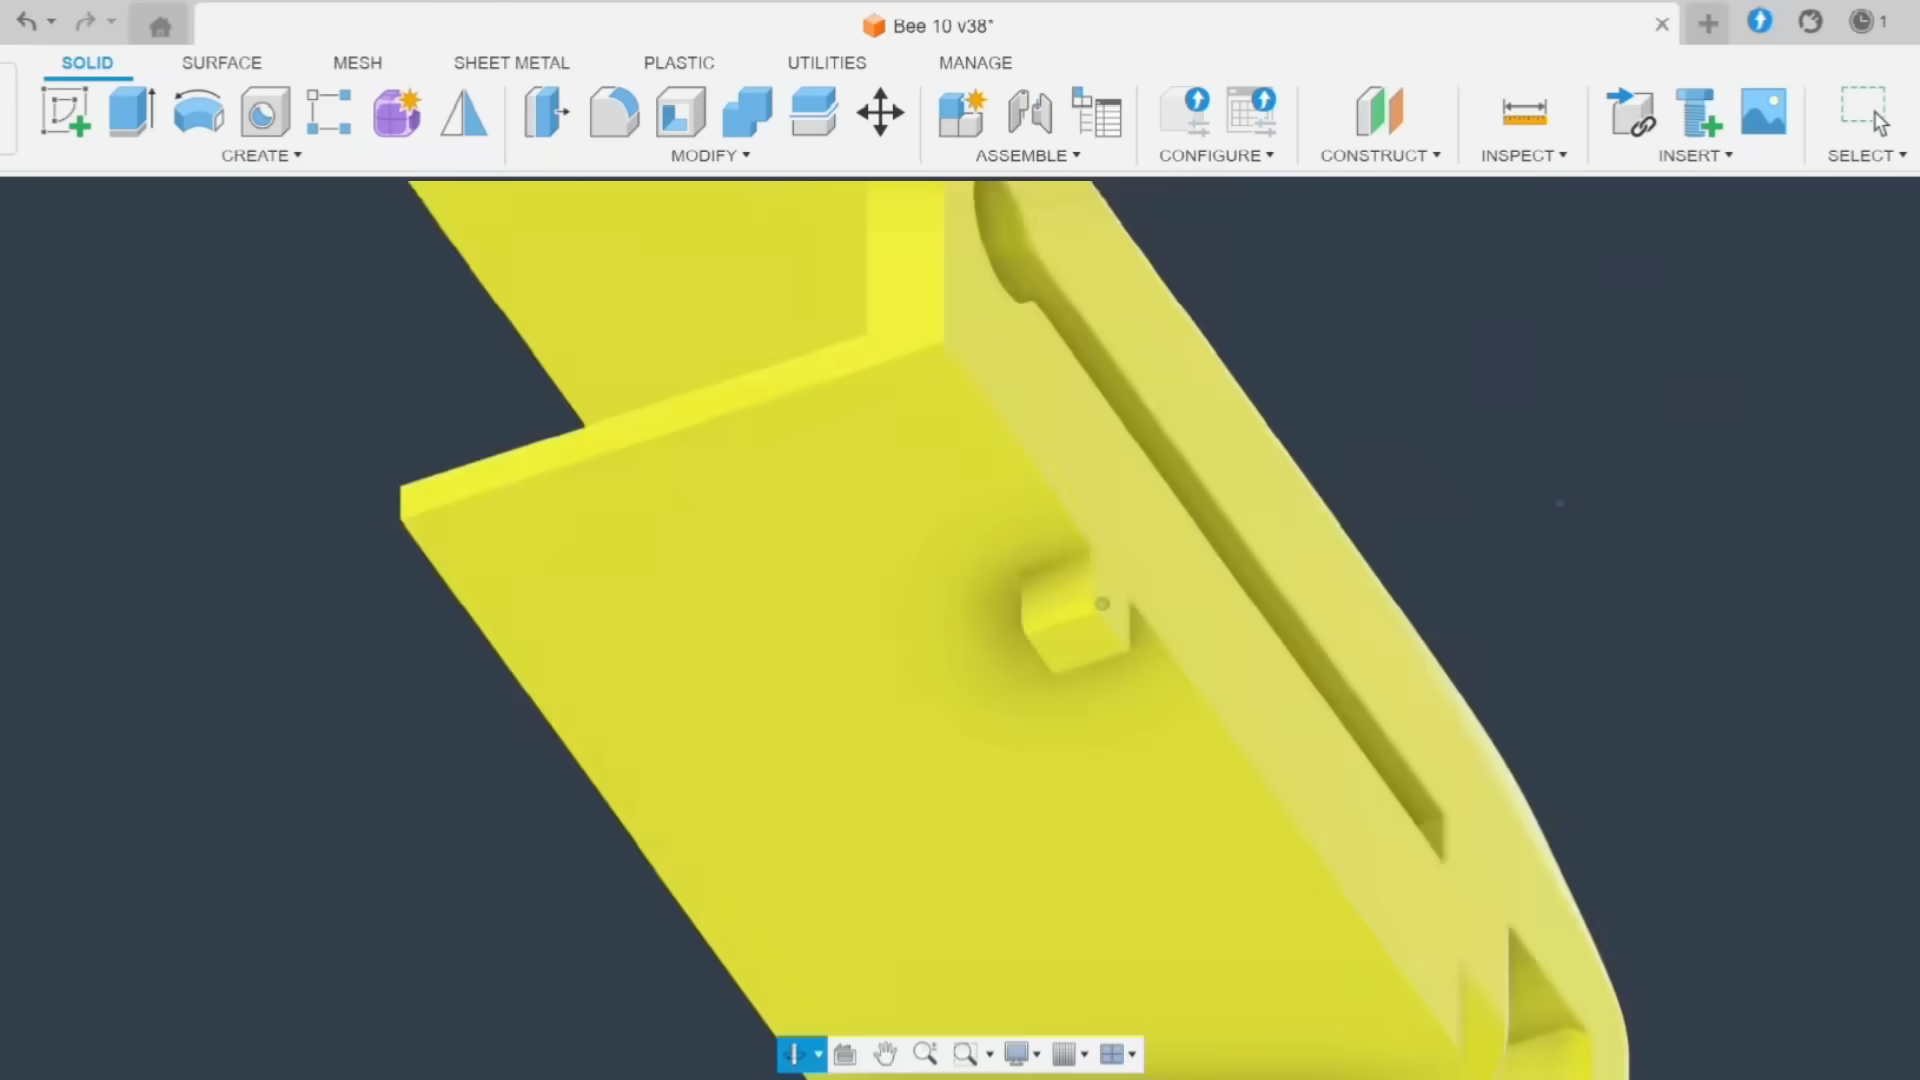 Bee 10 v38*
1
SOLID SURFACE MESH SHEET METAL PLASTIC UTILITIES MANAGE
CREATE MODIFY ASSEMBLE CONFIGURE CONSTRUCT INSPECT INSERT SELECT